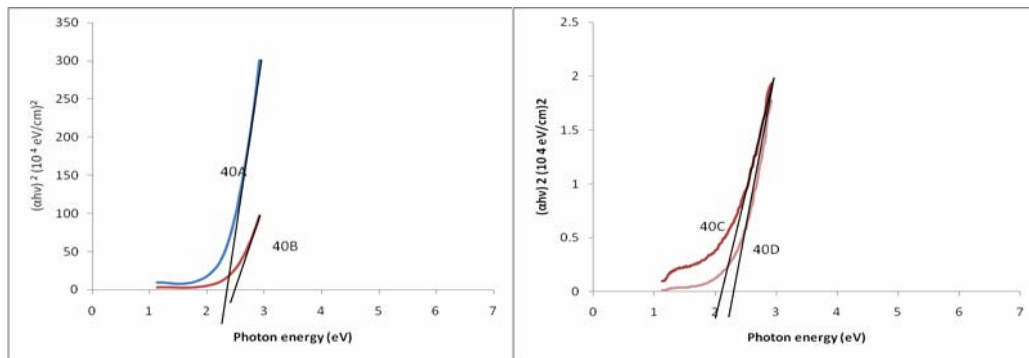 350
300
250
200
150
100
50
0
(αhν) ² (10 ⁴ eV/cm)²
40A
40B
0 1 2 3 4 5 6 7
Photon energy (eV)
2.5
2
1.5
1
0.5
0
(αhν) 2 (10 4 eV/cm)2
40C
40D
0 1 2 3 4 5 6 7
Photon energy (eV)